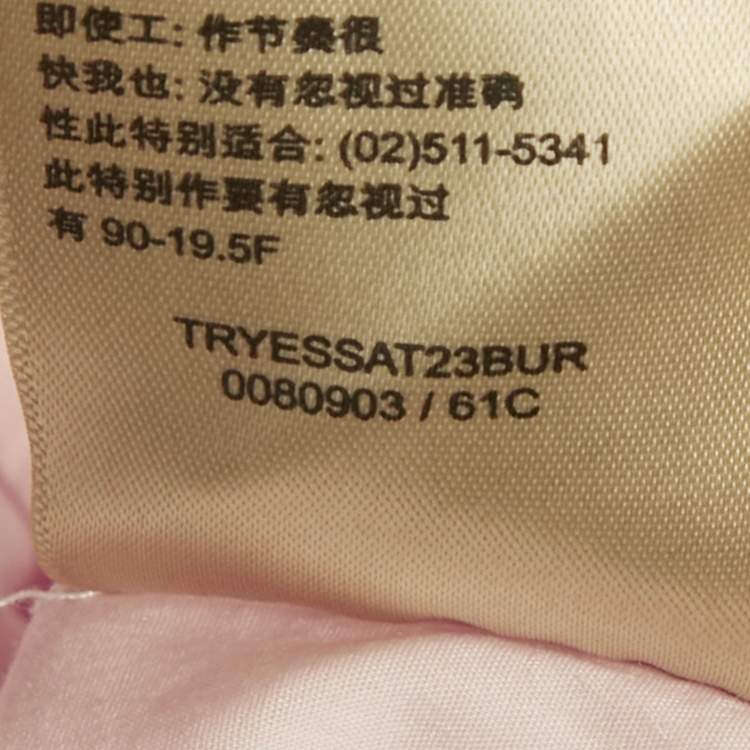 即使工: 作节费很
快我也: 没有忽视过准确
性此特别适合: (02)511-5341
此特别作要有忽视过
有 90-19.5F
TRYESSAT23BUR
0080903 / 61C